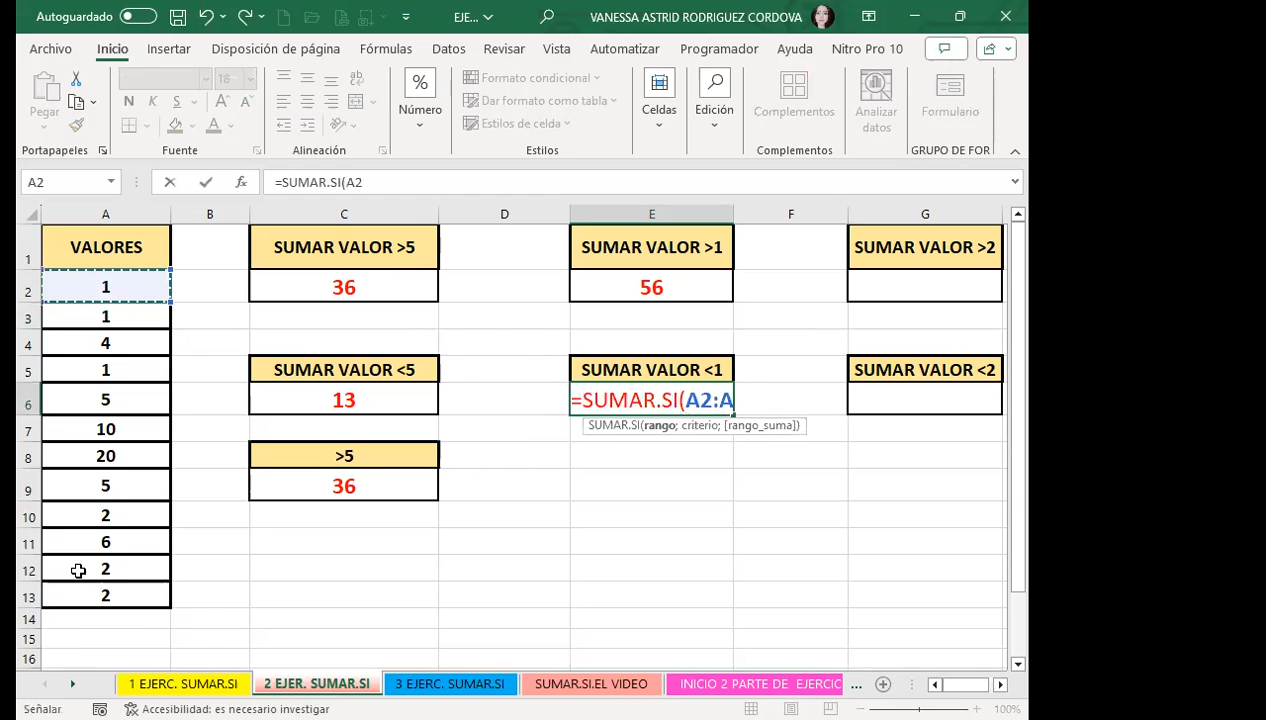 Autoguardado
EJE...
VANESSA ASTRID RODRIGUEZ CORDOVA
Archivo Inicio Insertar Disposición de página Fórmulas Datos Revisar Vista Automatizar Programador Ayuda Nitro Pro 10
Pegar
18
N K S
Número
Formato condicional
Dar formato como tabla
Estilos de celda
Celdas
Edición
Complementos
Analizar
datos
Formulario
Portapapeles Fuente Alineación Estilos Complementos GRUPO DE FOR
A2 fx =SUMAR.SI(A2
A B C D E F G
1 VALORES SUMAR VALOR >5 SUMAR VALOR >1 SUMAR VALOR >2
2 1 36 56
3 1
4 4
5 1 SUMAR VALOR <5 SUMAR VALOR <1 SUMAR VALOR <2
6 5 13 =SUMAR.SI(A2:A
SUMAR.SI(rango; criterio; [rango_suma])
7 10
8 20 >5
9 5 36
10 2
11 6
12 2
13 2
14
15
16
1 EJERC. SUMAR.SI 2 EJER. SUMAR.SI 3 EJERC. SUMAR.SI SUMAR.SI.EL VIDEO INICIO 2 PARTE DE EJERCIC ...
Señalar Accesibilidad: es necesario investigar 100%